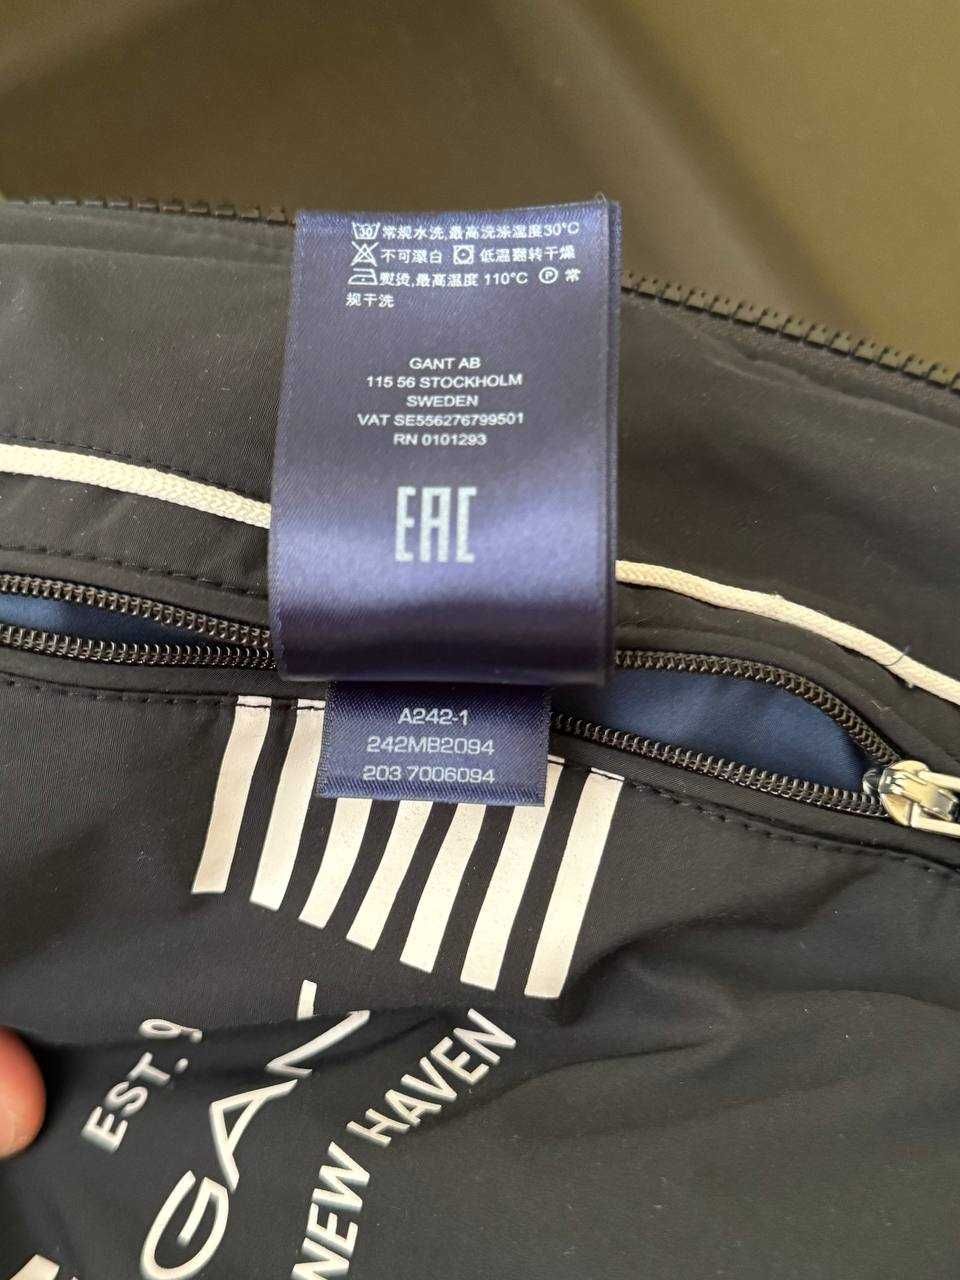 常规水洗,最高洗涤温度30°C
不可漂白 低温翻转干燥
熨烫,最高温度 110°C Ⓟ 常
规干洗
GANT AB
115 56 STOCKHOLM
SWEDEN
VAT SE556276799501
RN 0101293
EAC
A242-1
242MB2094
203 7006094
EST. 9
GAN
NEW HAVEN